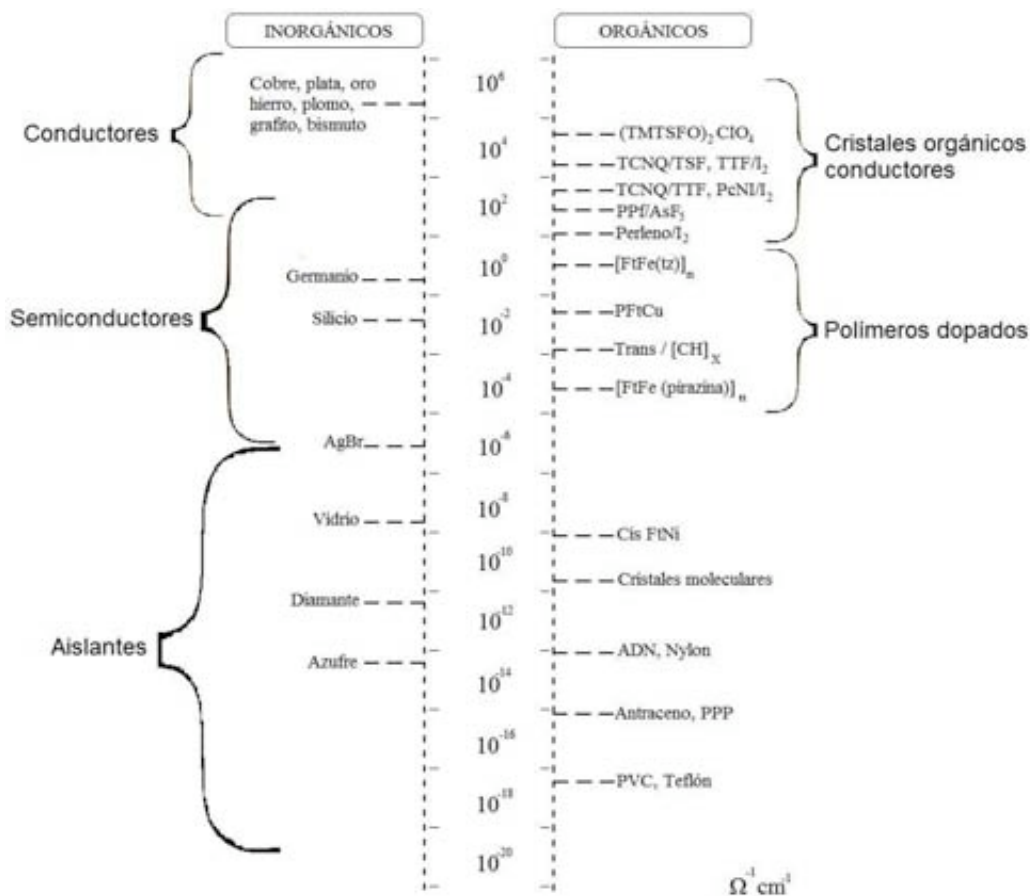 INORGÁNICOS
ORGÁNICOS
Conductores
Cobre, plata, oro
hierro, plomo,
grafito, bismuto
Semiconductores
Germanio
Silicio
Aislantes
AgBr
Vidrio
Diamante
Azufre
10⁶
10⁴
10²
10⁰
10⁻²
10⁻⁴
10⁻⁶
10⁻⁸
10⁻¹⁰
10⁻¹²
10⁻¹⁴
10⁻¹⁶
10⁻¹⁸
10⁻²⁰
(TMTSFO)₂ ClO₄
TCNQ/TSF, TTF/I₂
TCNQ/TTF, PcNI/I₂
PPf/AsF₅
Perleno/I₂
[FtFe(tz)]ₙ
PFtCu
Trans / [CH]ₓ
[FtFe (pirazina)]ₙ
Cis FtNi
Cristales moleculares
ADN, Nylon
Antraceno, PPP
PVC, Teflón
Cristales orgánicos
conductores
Polímeros dopados
Ω⁻¹cm⁻¹